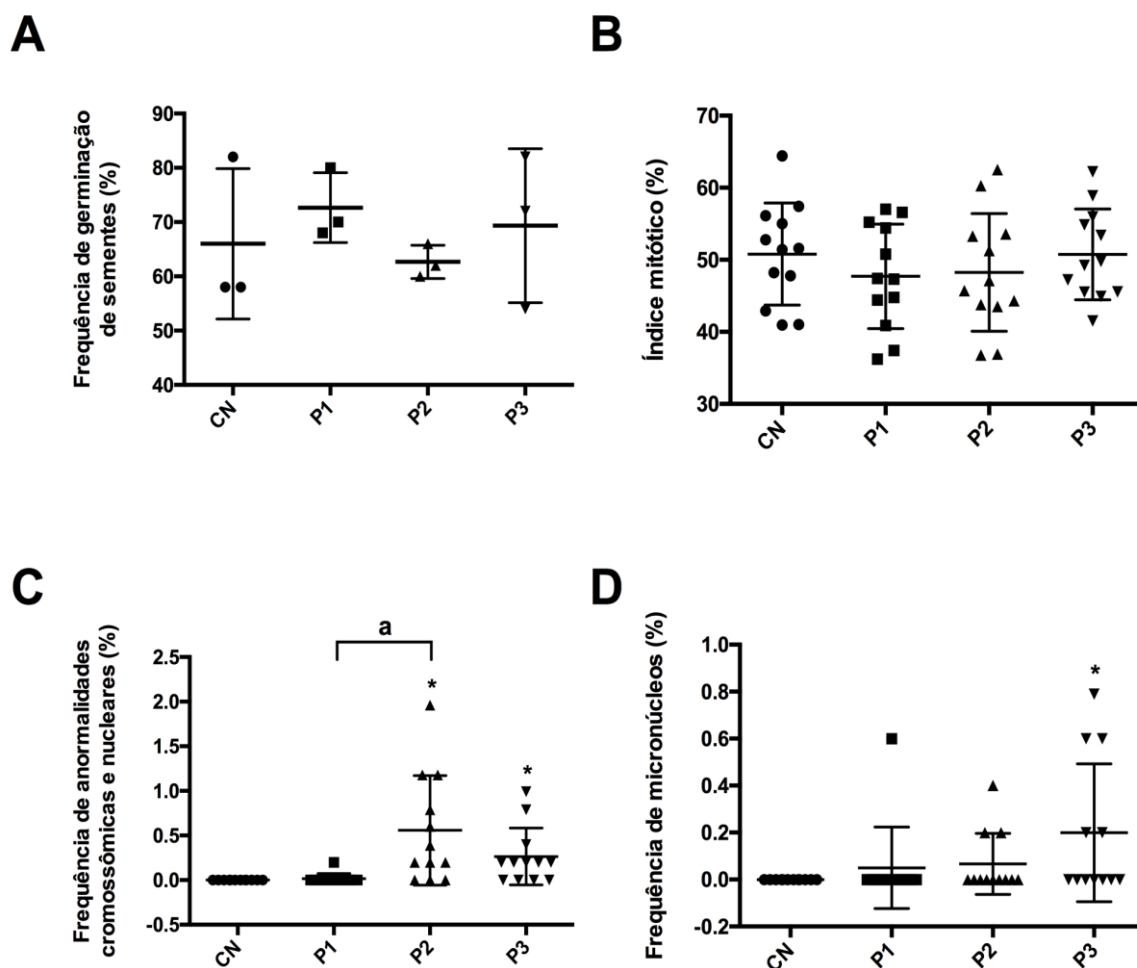 A
Frequência de germinação
de sementes (%)
90
80
70
60
50
40
CN
P1
P2
P3
B
Índice mitótico (%)
70
60
50
40
30
CN
P1
P2
P3
C
Frequência de anormalidades
cromossômicas e nucleares (%)
2.5
2.0
1.5
1.0
0.5
0.0
-0.5
a
*
*
CN
P1
P2
P3
D
Frequência de micronúcleos (%)
1.0
0.8
0.6
0.4
0.2
0.0
-0.2
*
CN
P1
P2
P3